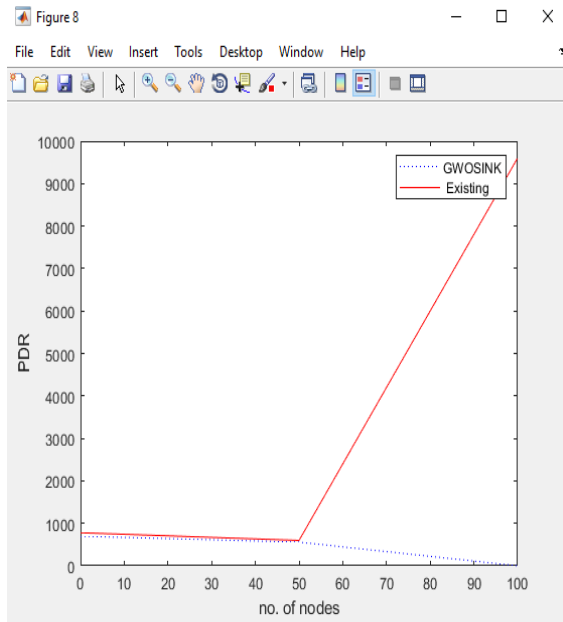 Figure 8
File Edit View Insert Tools Desktop Window Help
10000
9000
8000
7000
6000
5000
4000
3000
2000
1000
0
PDR
GWOSINK
Existing
0 10 20 30 40 50 60 70 80 90 100
no. of nodes